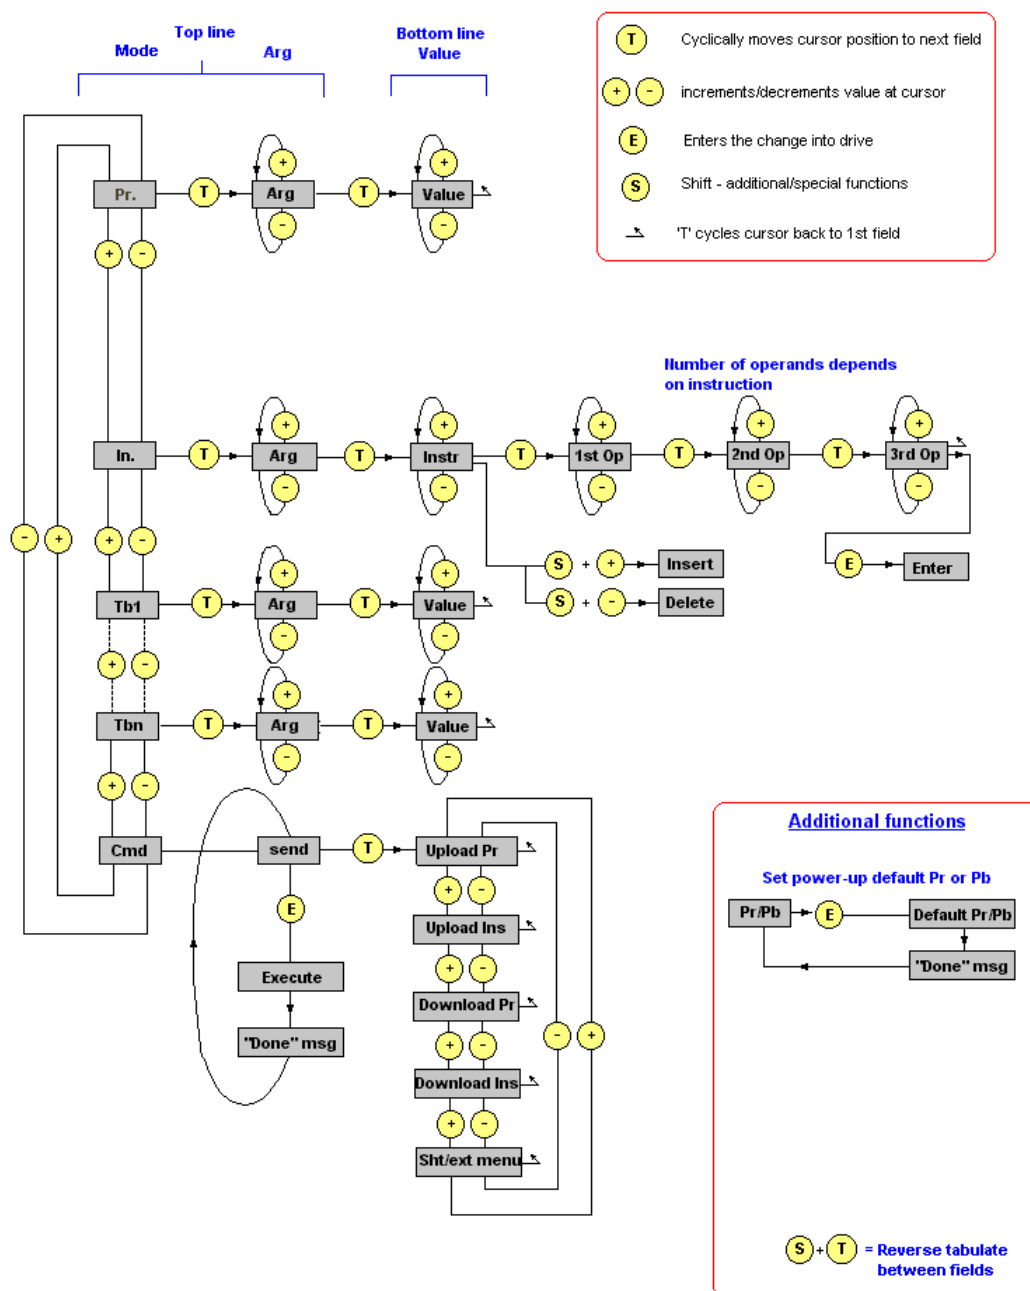 Top line
Mode
Arg
Bottom line
Value
T Cyclically moves cursor position to next field
+ - increments/decrements value at cursor
E Enters the change into drive
S Shift - additional/special functions
'T' cycles cursor back to 1st field
+ +
Pr. T Arg T Value
- -
+ -
Number of operands depends
on instruction
+ + + + +
In. T Arg T Instr T 1st Op T 2nd Op T 3rd Op
- - - - -
- + + -
S + + Insert
E Enter
+ +
Tb1 T Arg T Value
S + - Delete
- -
+ -
+ +
Tbn T Arg T Value
- -
+ -
Cmd send T Upload Pr
+ -
E
Upload Ins
+ -
Execute
Download Pr
"Done" msg
+ - - +
Download Ins
+ -
Sht/ext menu
Additional functions
Set power-up default Pr or Pb
Pr/Pb E Default Pr/Pb
"Done" msg
S + T = Reverse tabulate
between fields